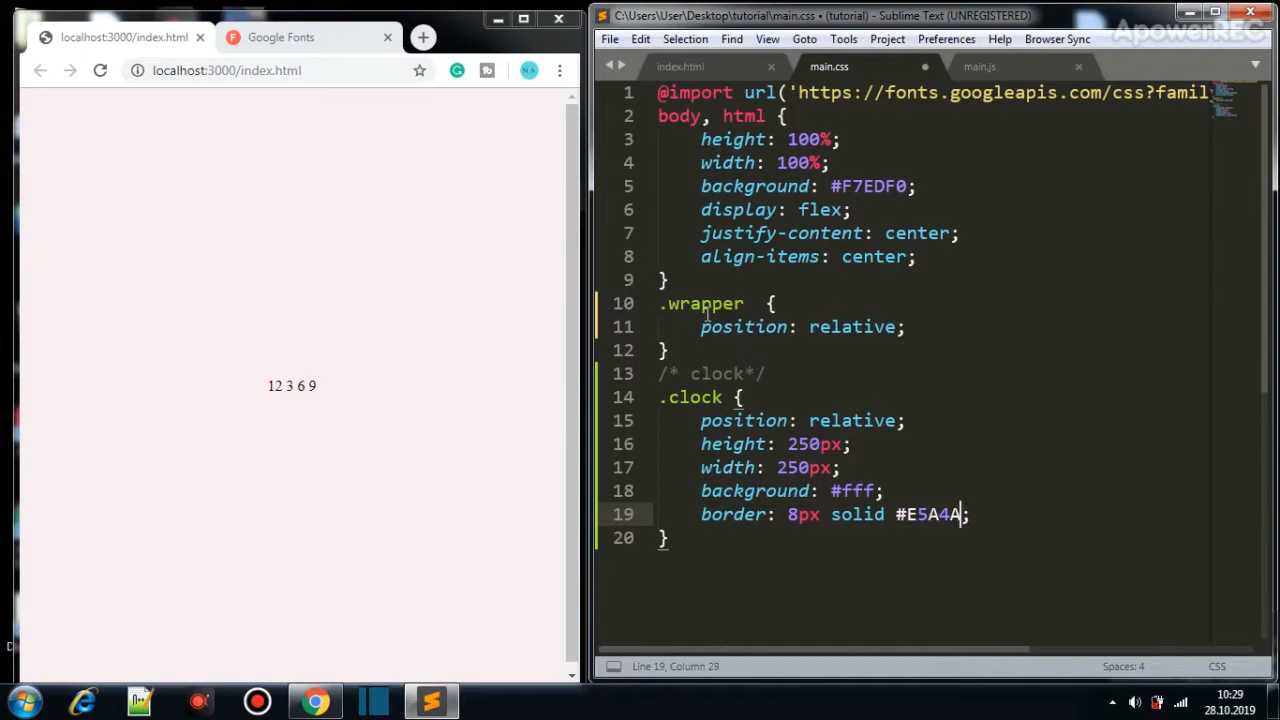 localhost:3000/index.html
Google Fonts
localhost:3000/index.html
N.A
12 3 6 9
C:\Users\User\Desktop\tutorial\main.css • (tutorial) - Sublime Text (UNREGISTERED)
ApowerREC
File Edit Selection Find View Goto Tools Project Preferences Help Browser Sync
index.html main.css main.js
1 @import url('https://fonts.googleapis.com/css?famil
2 body, html {
3 height: 100%;
4 width: 100%;
5 background: #F7EDF0;
6 display: flex;
7 justify-content: center;
8 align-items: center;
9 }
10 .wrapper {
11 position: relative;
12 }
13 /* clock*/
14 .clock {
15 position: relative;
16 height: 250px;
17 width: 250px;
18 background: #fff;
19 border: 8px solid #E5A4A;
20 }
Line 19, Column 29
Spaces: 4 CSS
10:29
28.10.2019